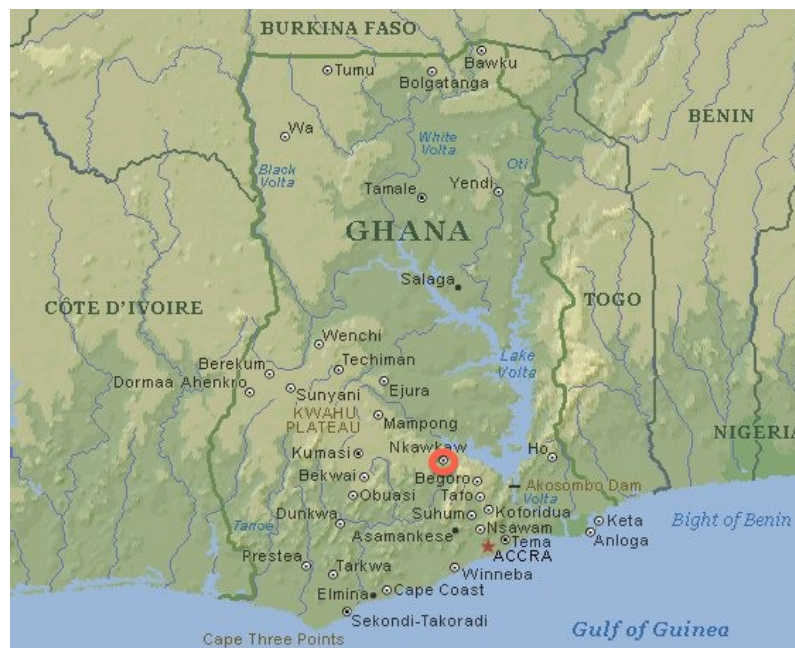 BURKINA FASO
Bawku
Tumu
Bolgatanga
BENIN
Wa
White
Volta
Black
Volta
Oti
Tamale
Yendi
GHANA
Salaga
CÔTE D'IVOIRE
TOGO
Wenchi
Lake
Volta
Berekum
Techiman
Dormaa Ahenkro
Ejura
Sunyani
KWAHU
PLATEAU
Mampong
NIGERIA
Nkawkaw
Ho
Kumasi
Bekwai
Begoro
Akosombo Dam
Obuasi
Tafo
Volta
Dunkwa
Suhum
Koforidua
Tanoe
Keta
Bight of Benin
Asamankese
Nsawam
Anloga
Tema
ACCRA
Prestea
Tarkwa
Winneba
Elmina
Cape Coast
Sekondi-Takoradi
Gulf of Guinea
Cape Three Points